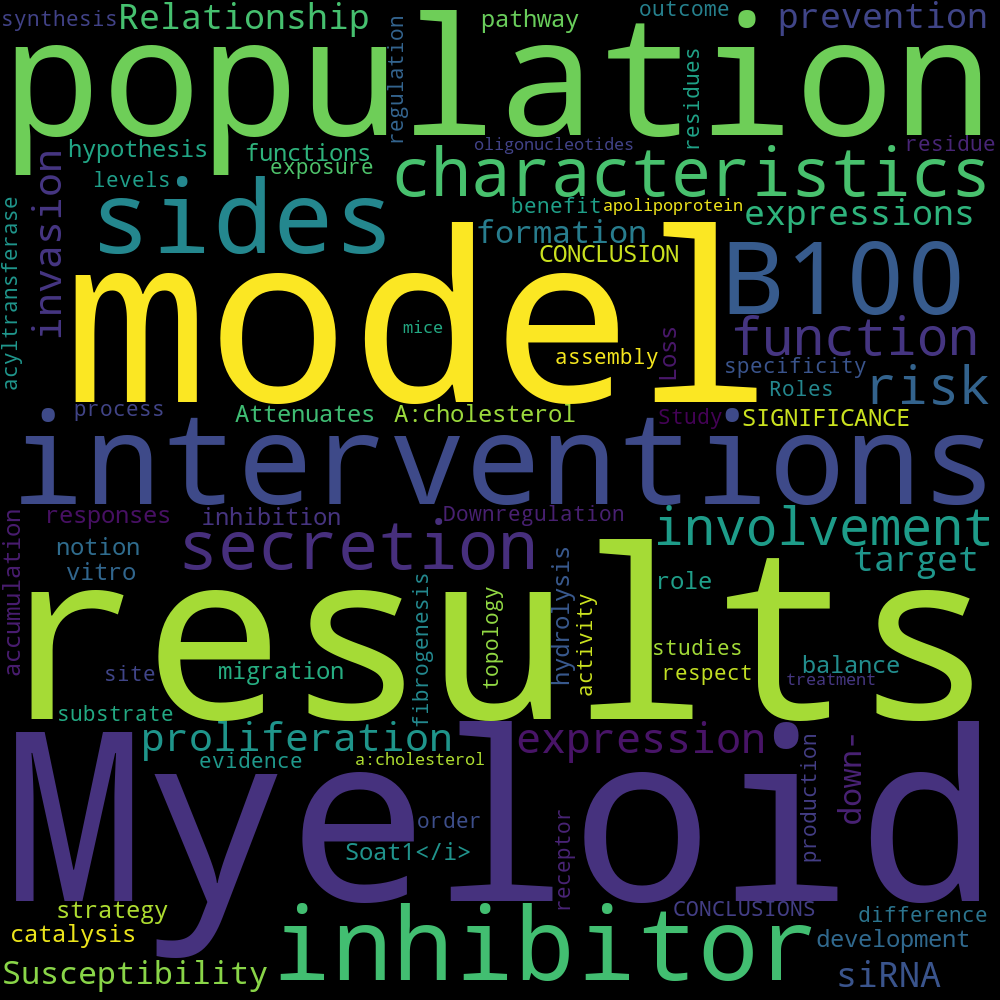 synthesis
Relationship
pathway
outcome
prevention
population
regulation
residues
hypothesis
functions
exposure
oligonucleotides
residue
characteristics
invasion
levels
sides
acyltransferase
benefit
apolipoprotein
expressions
formation
CONCLUSION
B100
model
mice
assembly
Loss
function
specificity
Roles
risk
process
Attenuates
A:cholesterol
Study
SIGNIFICANCE
interventions
responses
inhibition
Downregulation
involvement
accumulation
notion
vitro
secretion
target
results
fibrogenesis
topology
hydrolysis
activity
role
studies
respect
balance
treatment
site
migration
substrate
proliferation
evidence
a:cholesterol
expression
production
down-
Myeloid
order
Soat1</i>
receptor
strategy
catalysis
CONCLUSIONS
difference
development
Susceptibility
inhibitor
siRNA